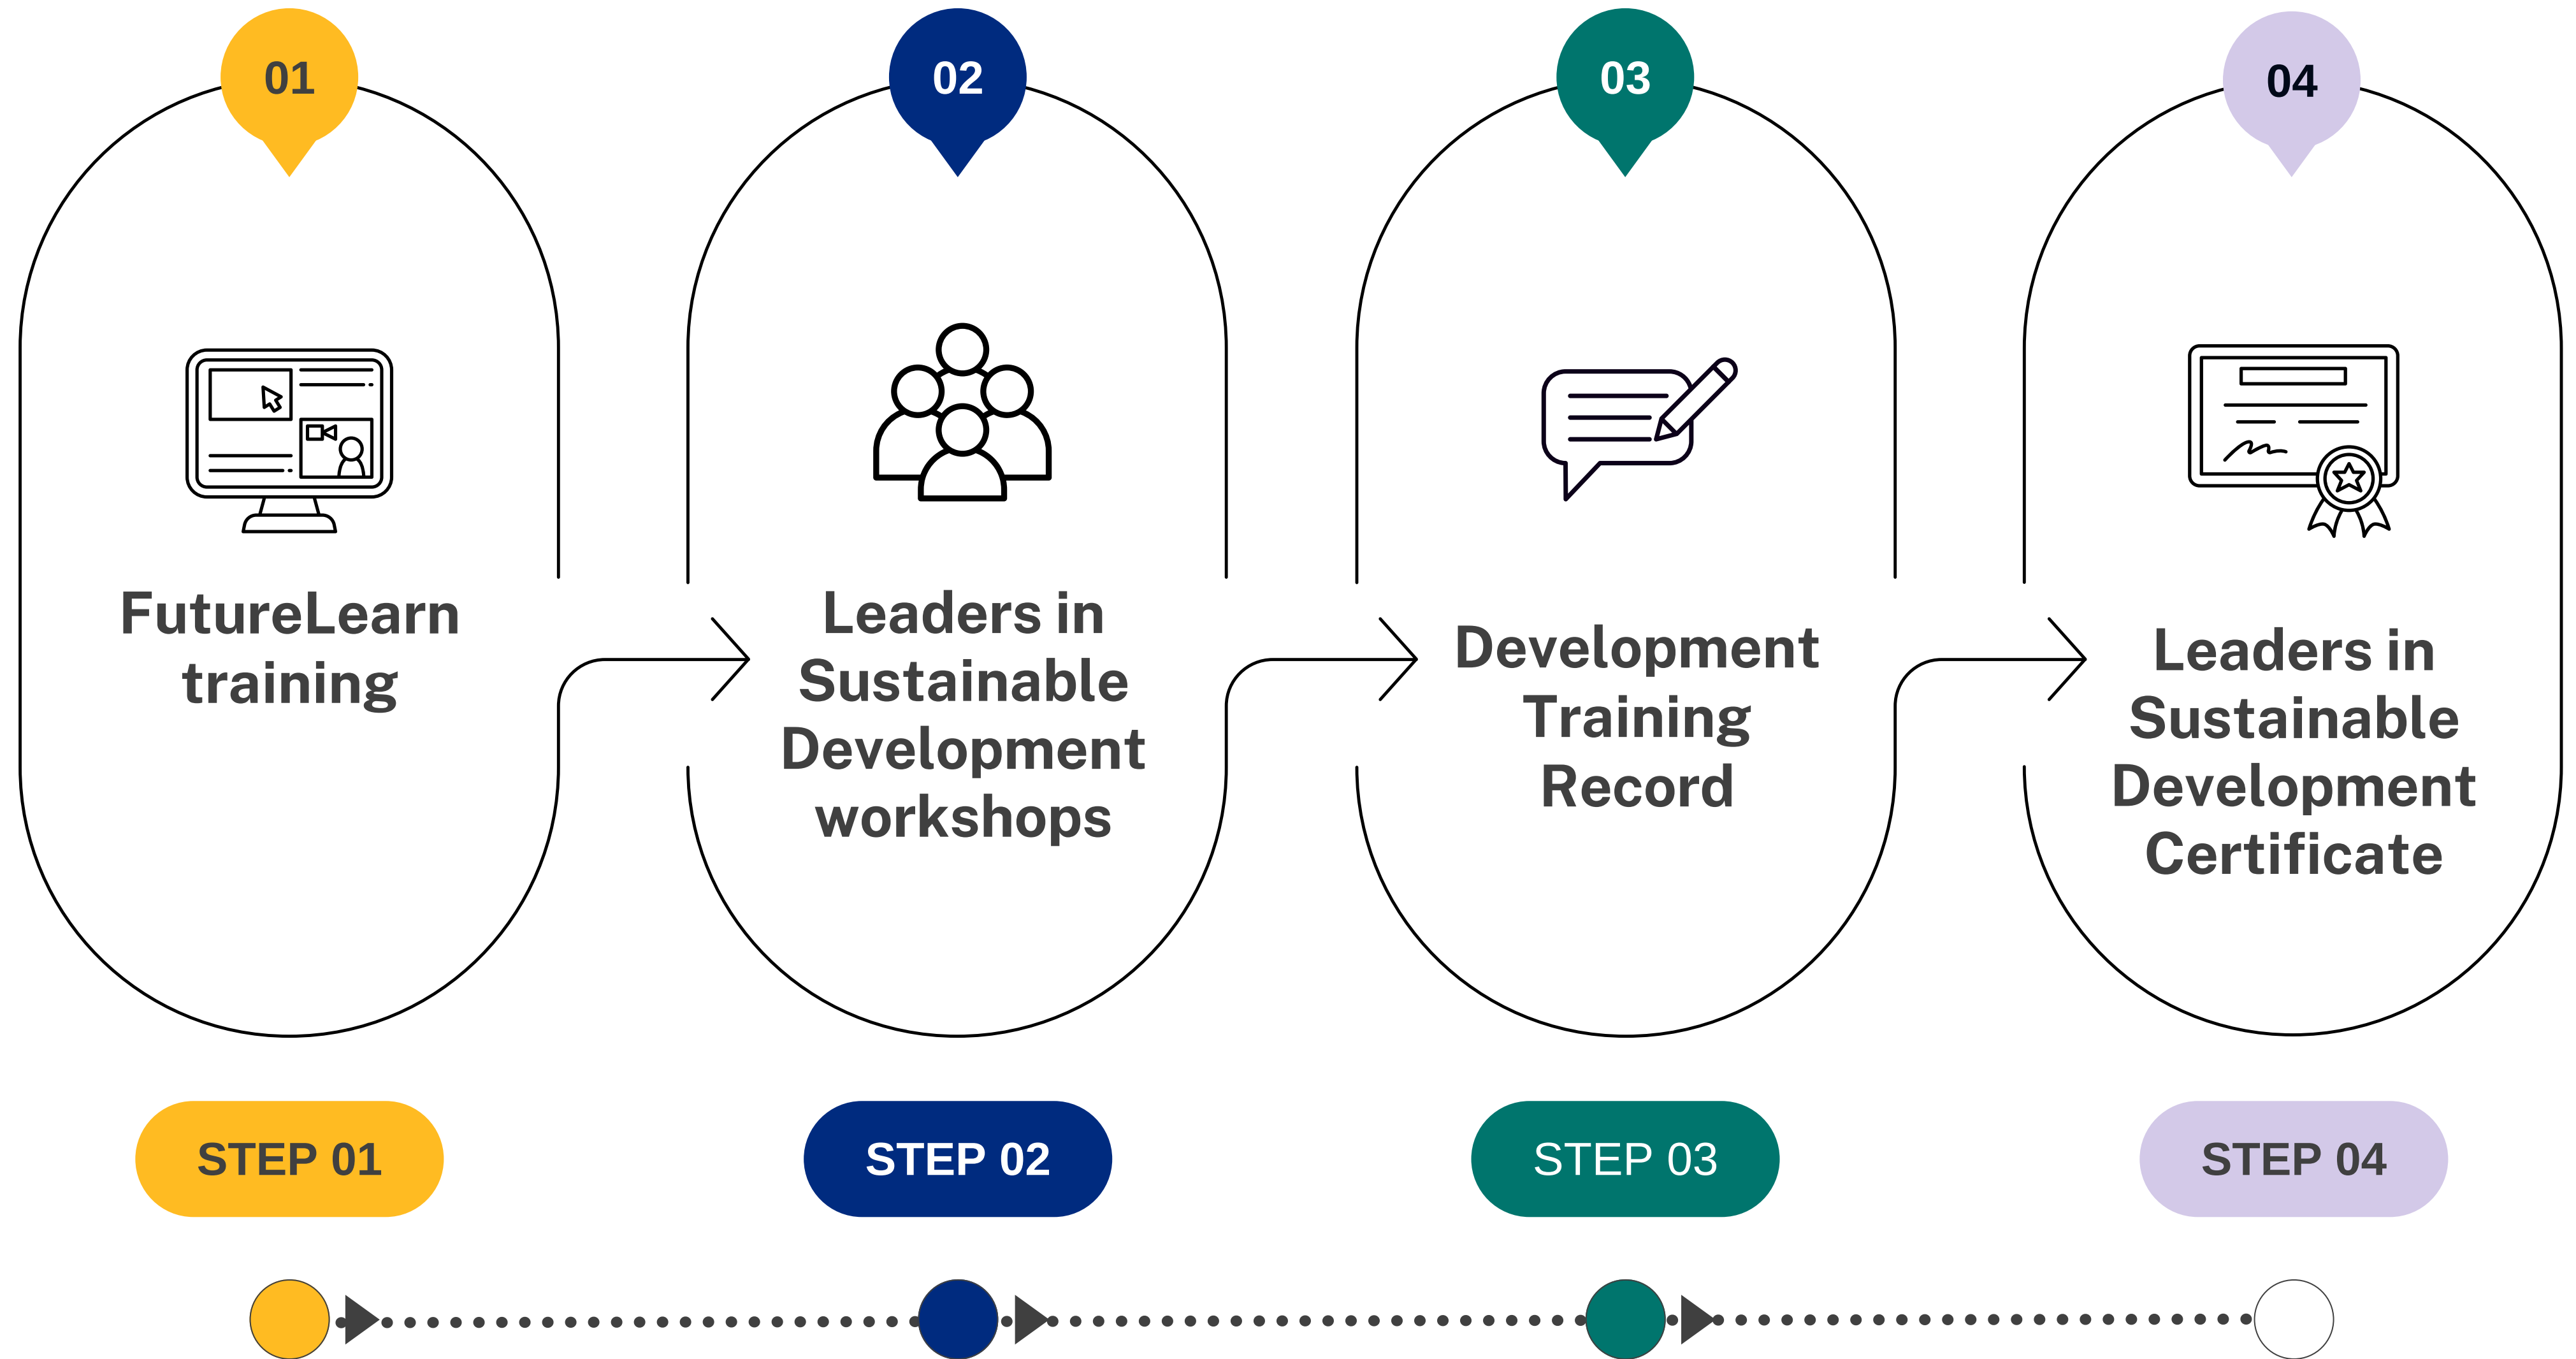 01
FutureLearn
training
STEP 01
02
Leaders in
Sustainable
Development
workshops
STEP 02
03
Development
Training
Record
STEP 03
04
Leaders in
Sustainable
Development
Certificate
STEP 04